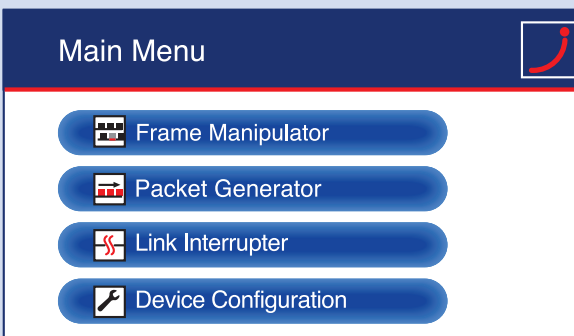 Main Menu
Frame Manipulator
Packet Generator
Link Interrupter
Device Configuration